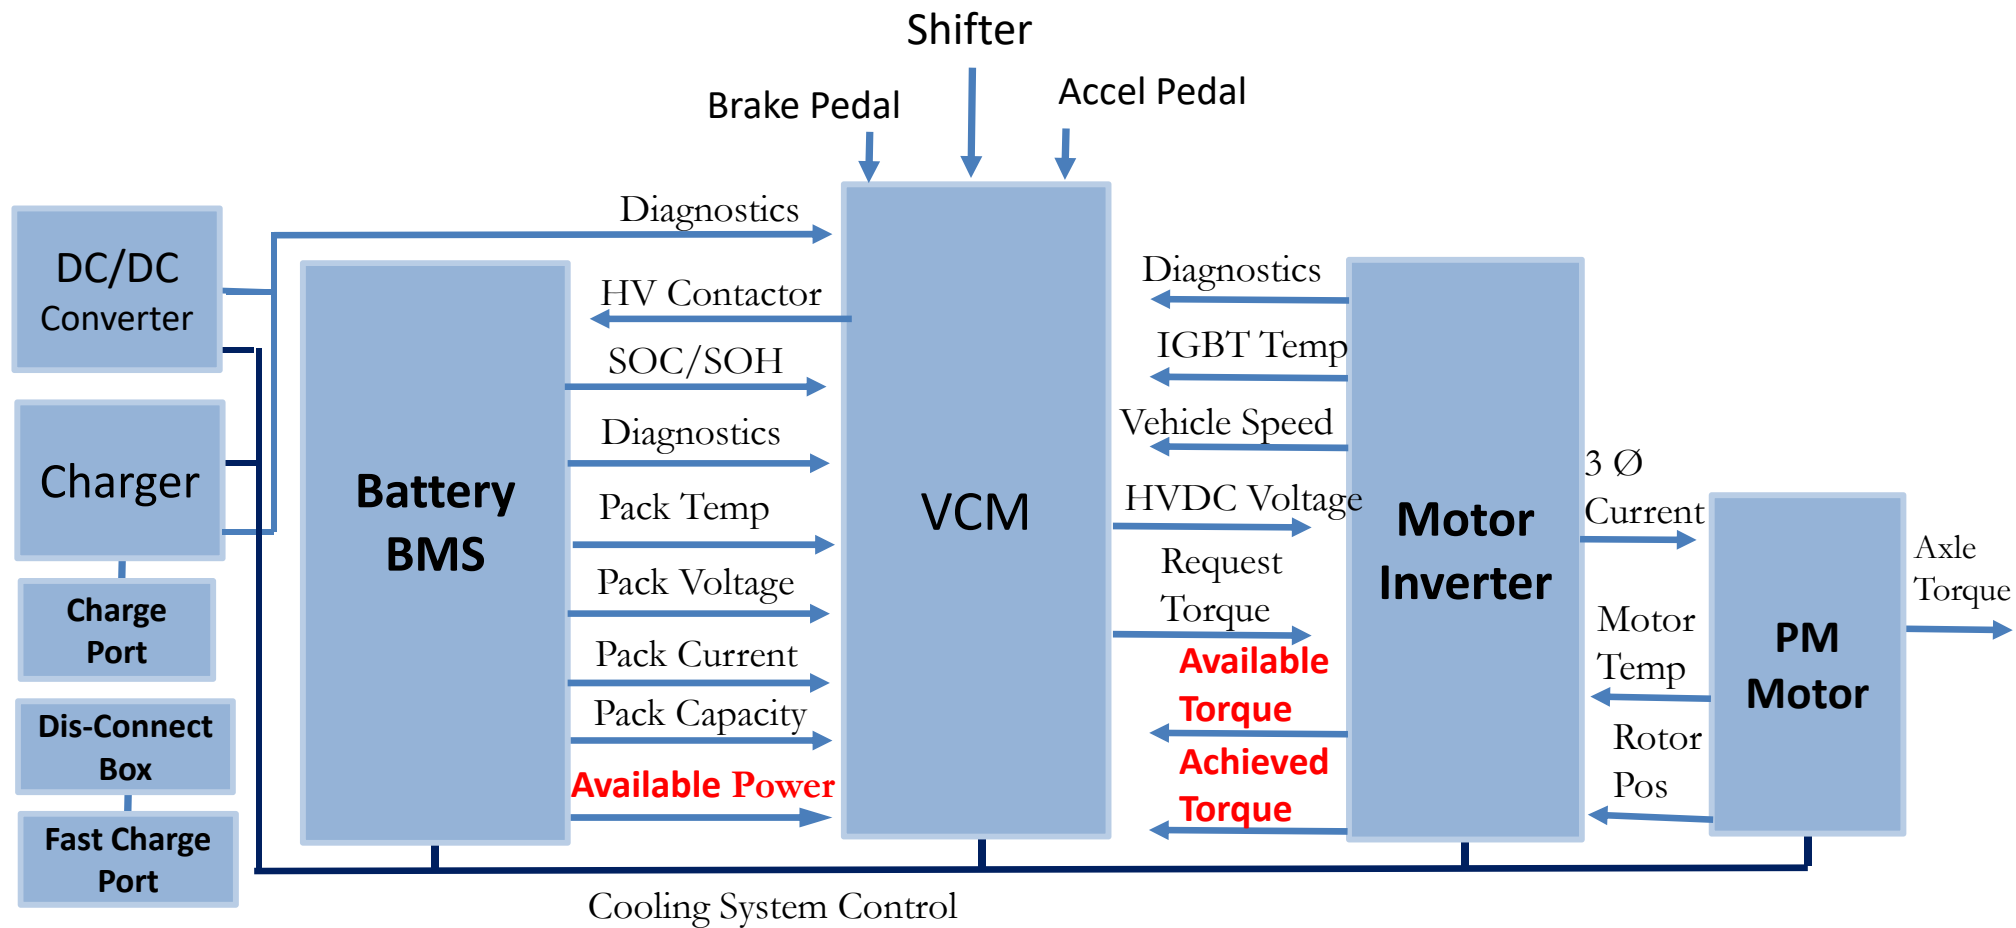 Shifter
Brake Pedal
Accel Pedal
DC/DC
Converter
Charger
Charge
Port
Dis-Connect
Box
Fast Charge
Port
Battery
BMS
Diagnostics
HV Contactor
SOC/SOH
Diagnostics
Pack Temp
Pack Voltage
Pack Current
Pack Capacity
Available Power
VCM
Diagnostics
IGBT Temp
Vehicle Speed
HVDC Voltage
Request
Torque
Available
Torque
Achieved
Torque
Motor
Inverter
3 Ø
Current
Motor
Temp
Rotor
Pos
PM
Motor
Axle
Torque
Cooling System Control